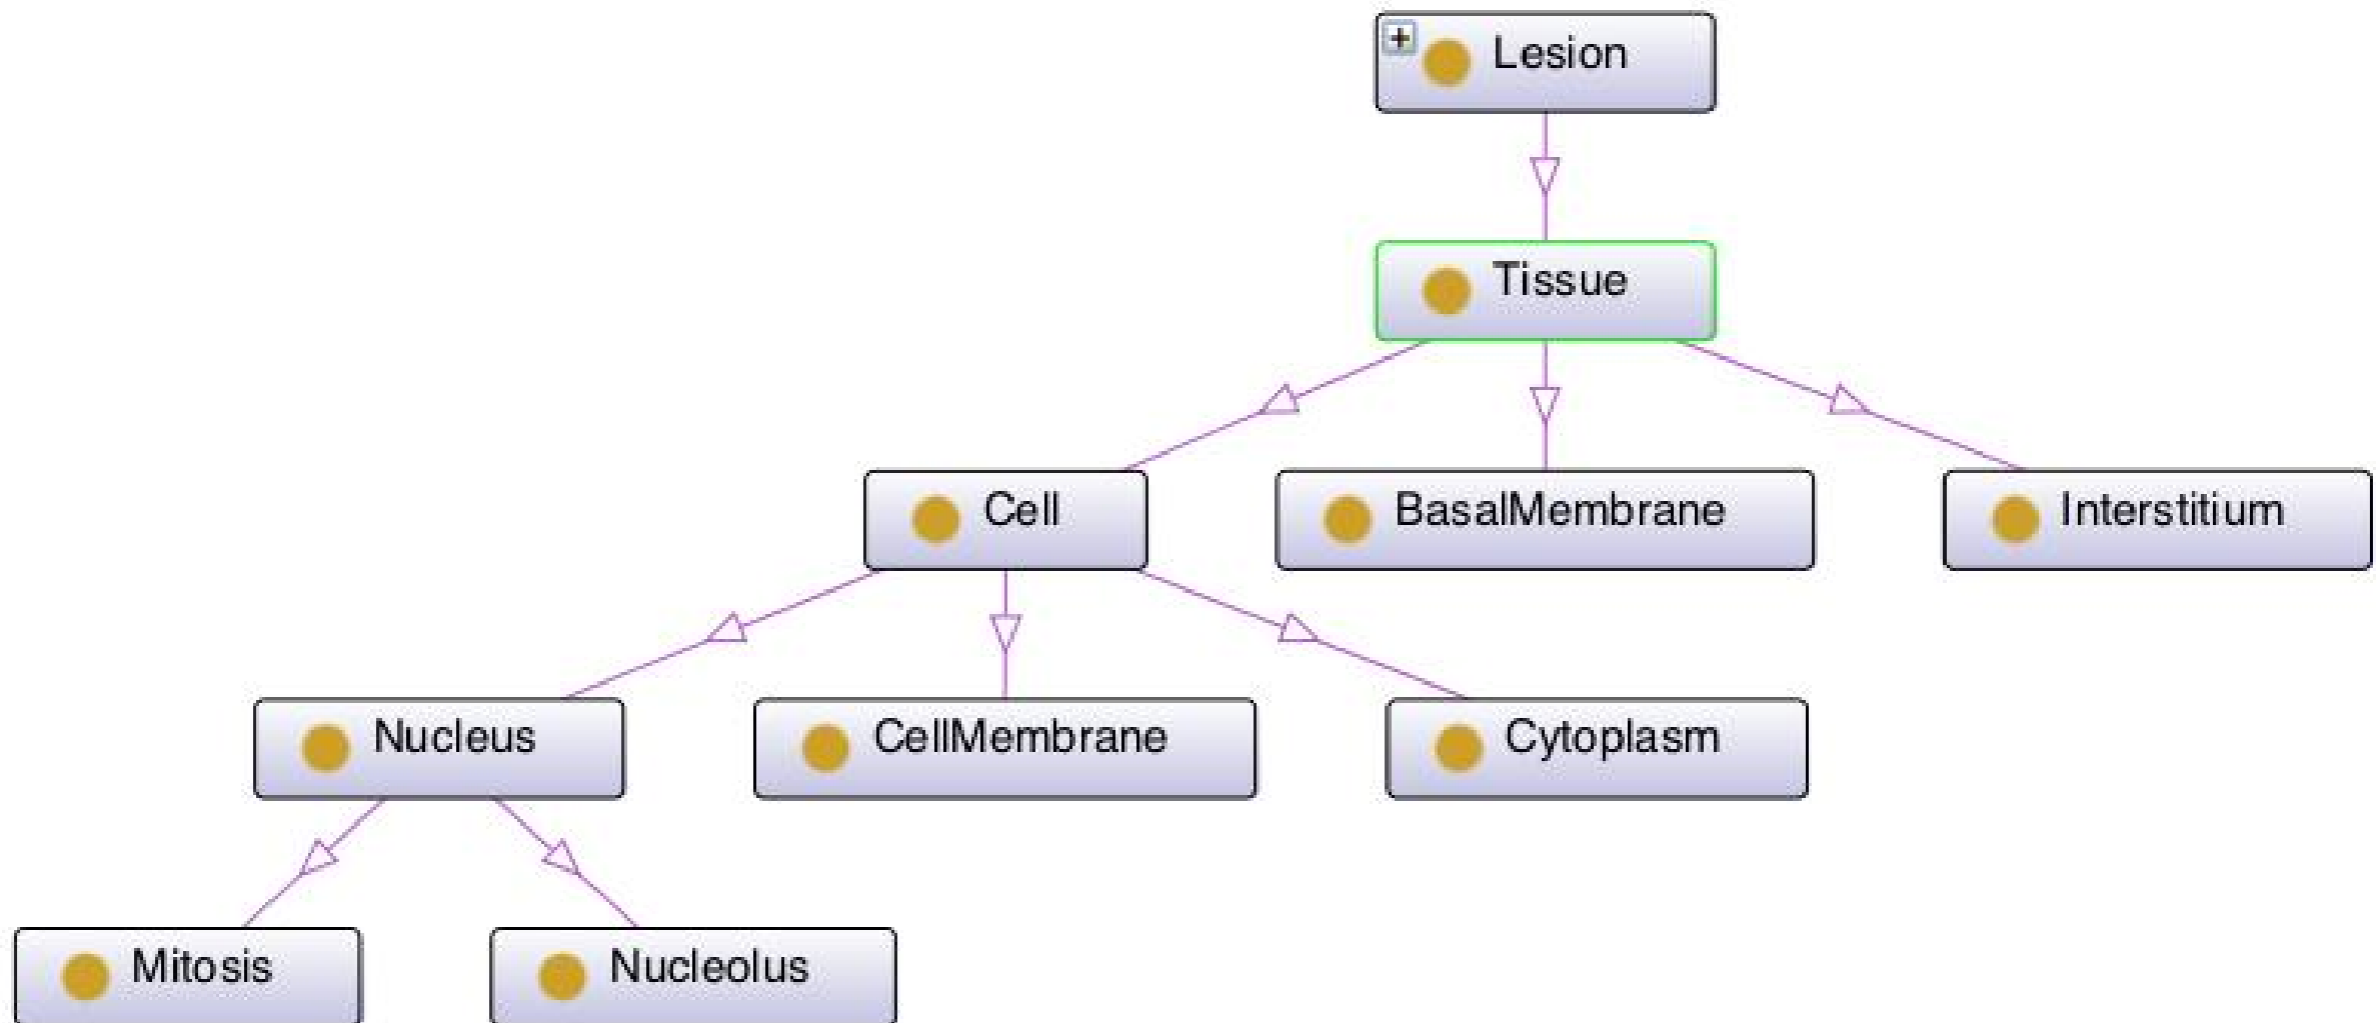 Lesion
Tissue
Cell
BasalMembrane
Interstitium
Nucleus
CellMembrane
Cytoplasm
Mitosis
Nucleolus